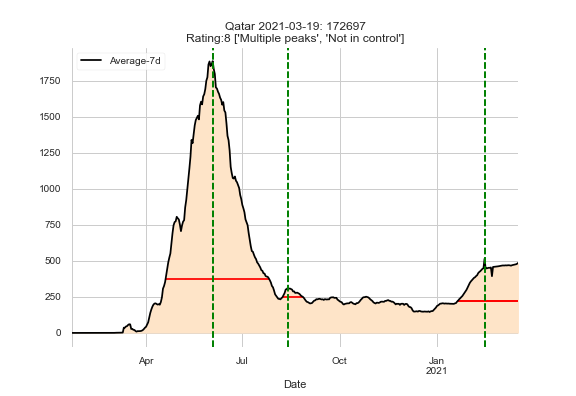 Qatar 2021-03-19: 172697
Rating:8 ['Multiple peaks', 'Not in control']
Average-7d
1750
1500
1250
1000
750
500
250
0
Apr
Jul
Oct
Jan
2021
Date